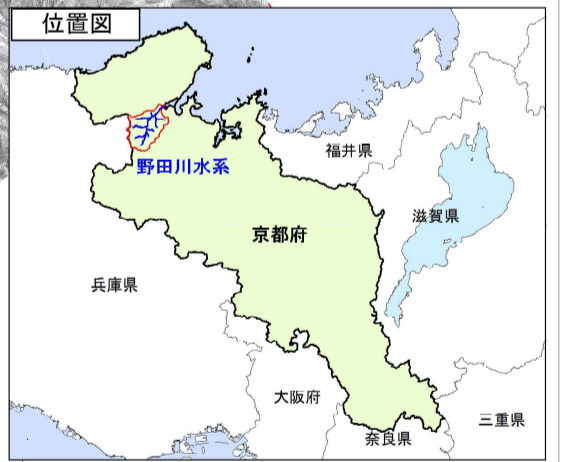 位置図
福井県
野田川水系
滋賀県
京都府
兵庫県
大阪府
三重県
奈良県